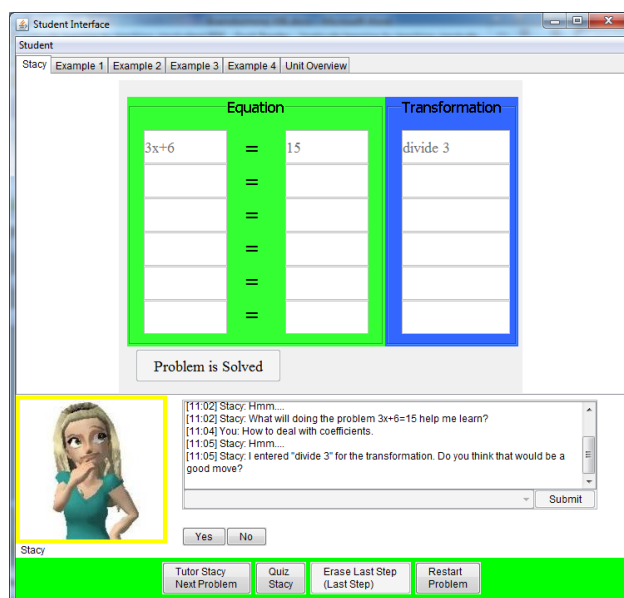 Student Interface
Student
Stacy Example 1 Example 2 Example 3 Example 4 Unit Overview
Equation Transformation
3x+6 = 15 divide 3
=
=
=
=
=
Problem is Solved
[11:02] Stacy: Hmm....
[11:02] Stacy: What will doing the problem 3x+6=15 help me learn?
[11:04] You: How to deal with coefficients.
[11:05] Stacy: Hmm....
[11:05] Stacy: I entered "divide 3" for the transformation. Do you think that would be a
good move?
Submit
Yes No
Stacy
Tutor Stacy Quiz Erase Last Step Restart
Next Problem Stacy (Last Step) Problem